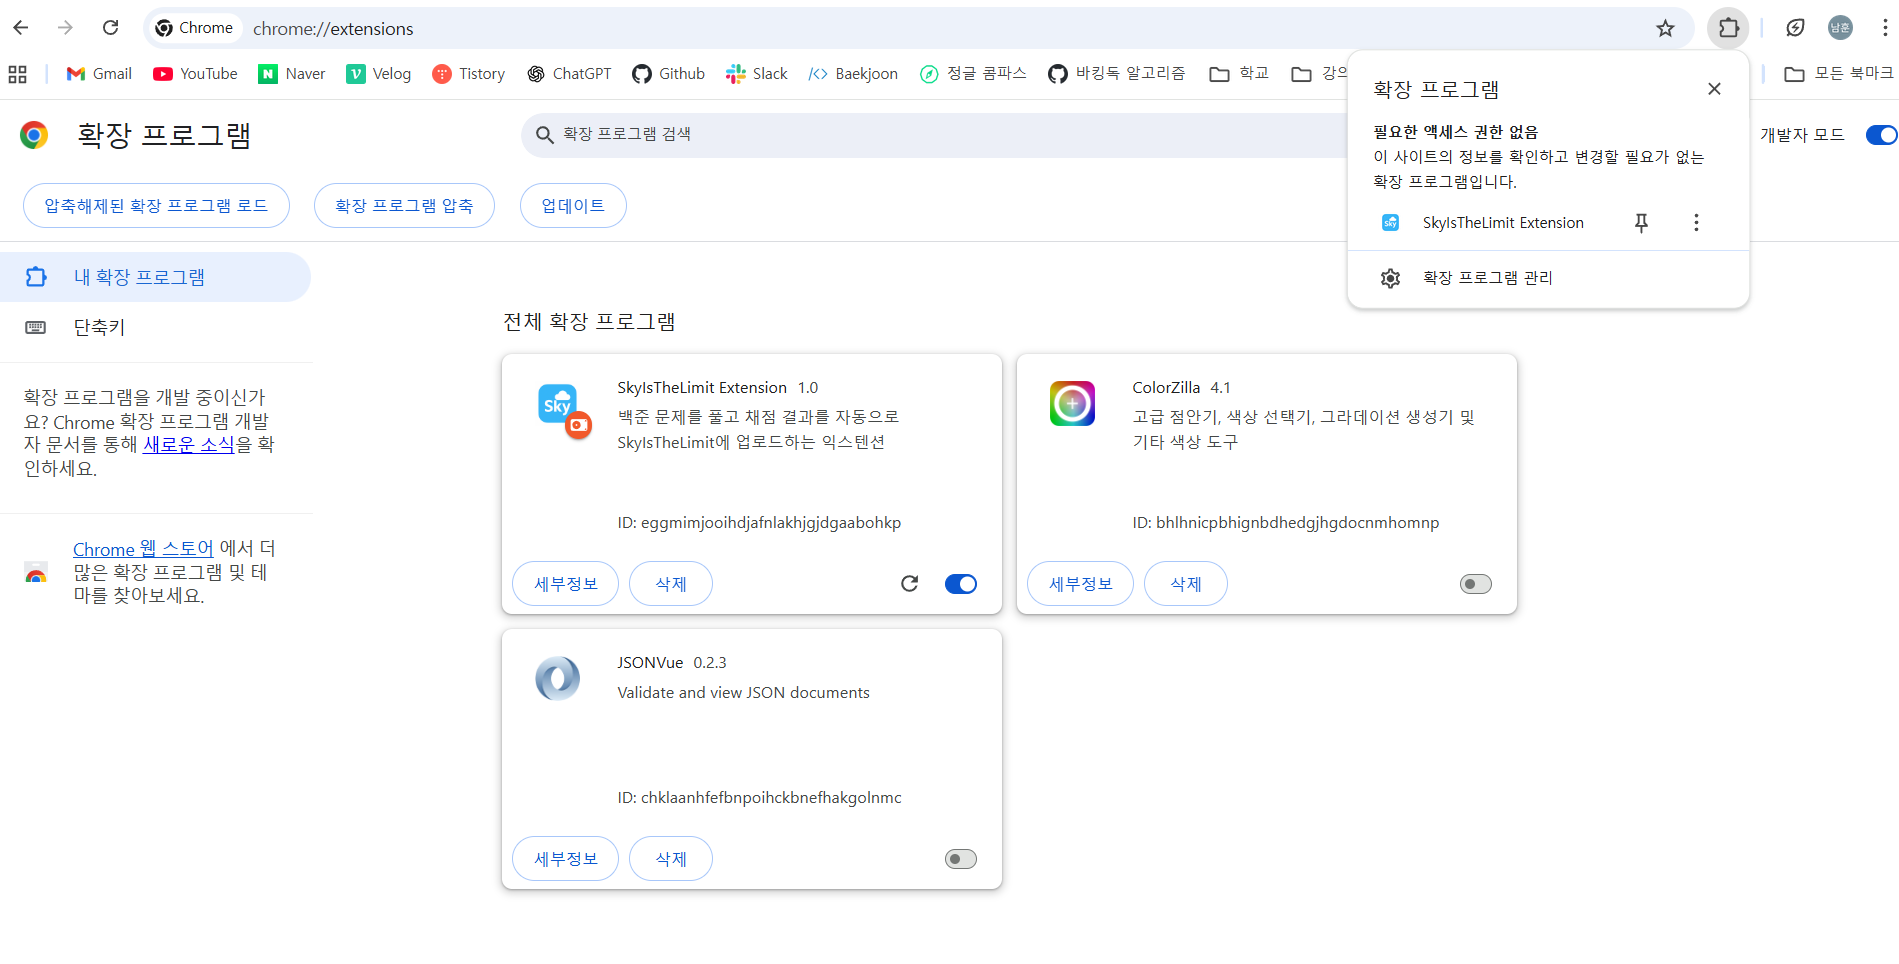 Chrome chrome://extensions 남훈
Gmail YouTube Naver Velog Tistory ChatGPT Github Slack Baekjoon 정글 콤파스 바킹독 알고리즘 학교 강의 모든 북마크
확장 프로그램
필요한 액세스 권한 없음
이 사이트의 정보를 확인하고 변경할 필요가 없는
확장 프로그램입니다.
SkyIsTheLimit Extension
확장 프로그램 관리
확장 프로그램 확장 프로그램 검색 개발자 모드
압축해제된 확장 프로그램 로드 확장 프로그램 압축 업데이트
내 확장 프로그램
단축키
확장 프로그램을 개발 중이신가
요? Chrome 확장 프로그램 개발
자 문서를 통해 새로운 소식을 확
인하세요.
Chrome 웹 스토어 에서 더
많은 확장 프로그램 및 테
마를 찾아보세요.
전체 확장 프로그램
Sky
SkyIsTheLimit Extension 1.0
백준 문제를 풀고 채점 결과를 자동으로
SkyIsTheLimit에 업로드하는 익스텐션
ID: eggmimjooihdjafnlakhjgjdgaabohkp
세부정보 삭제
ColorZilla 4.1
고급 점안기, 색상 선택기, 그라데이션 생성기 및
기타 색상 도구
ID: bhlhnicpbhignbdhedgjhgdocnmhomnp
세부정보 삭제
JSONVue 0.2.3
Validate and view JSON documents
ID: chklaanhfefbnpoihckbnefhakgolnmc
세부정보 삭제